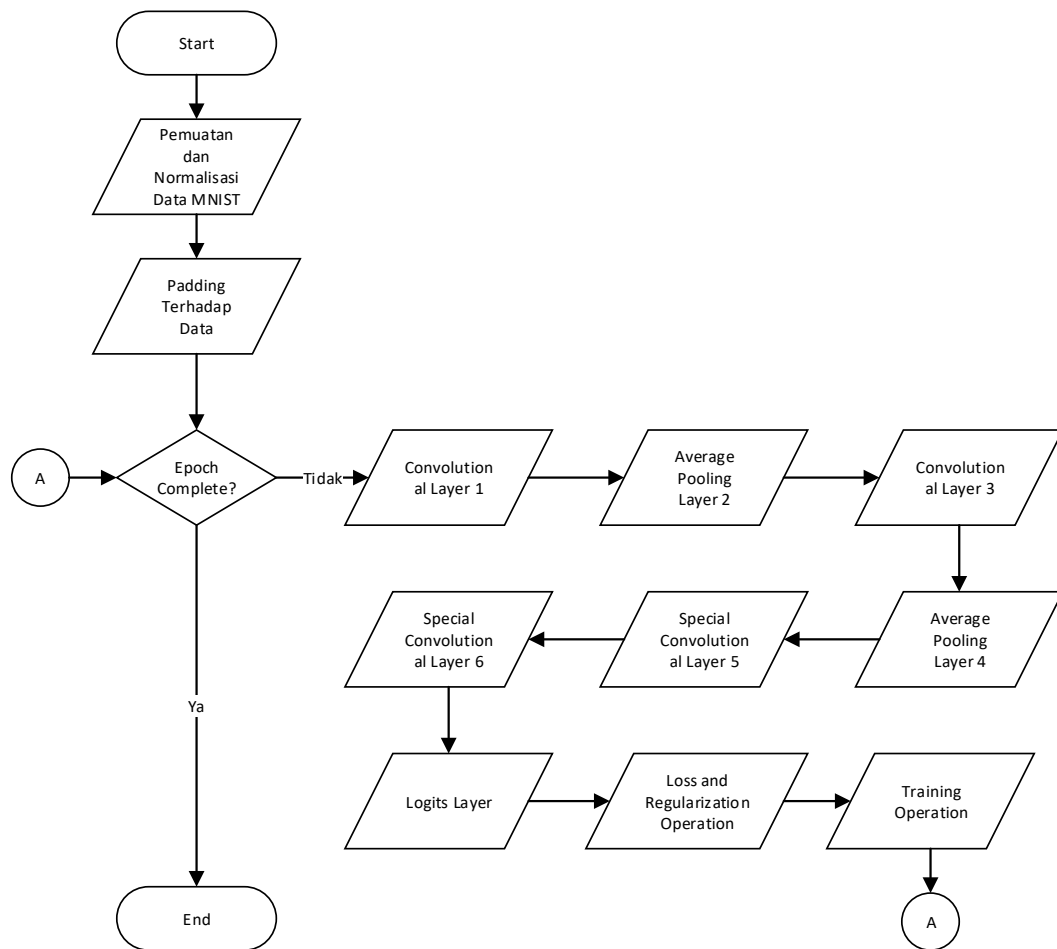 Start
Pemuatan
dan
Normalisasi
Data MNIST
Padding
Terhadap
Data
A
Epoch
Complete?
Tidak
Convolution
al Layer 1
Average
Pooling
Layer 2
Convolution
al Layer 3
Special
Convolution
al Layer 6
Special
Convolution
al Layer 5
Average
Pooling
Layer 4
Ya
Logits Layer
Loss and
Regularization
Operation
Training
Operation
End
A